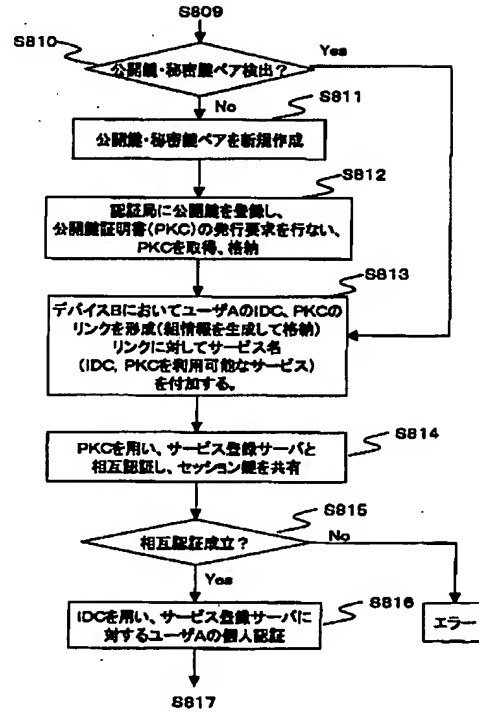 S809
S810
公開鍵・秘密鍵ペア検出?
Yes
No
S811
公開鍵・秘密鍵ペアを新規作成
S812
認証局に公開鍵を登録し、
公開鍵証明書(PKC)の発行要求を行ない、
PKCを取得、格納
S813
デバイスBにおいてユーザAのIDC、PKCの
リンクを形成(組情報を生成して格納)
リンクに対してサービス名
(IDC, PKCを利用可能なサービス)
を付加する。
S814
PKCを用い、サービス登録サーバと
相互認証し、セッション鍵を共有
S815
相互認証成立?
No
Yes
S816
IDCを用い、サービス登録サーバに
対するユーザAの個人認証
エラー
S817